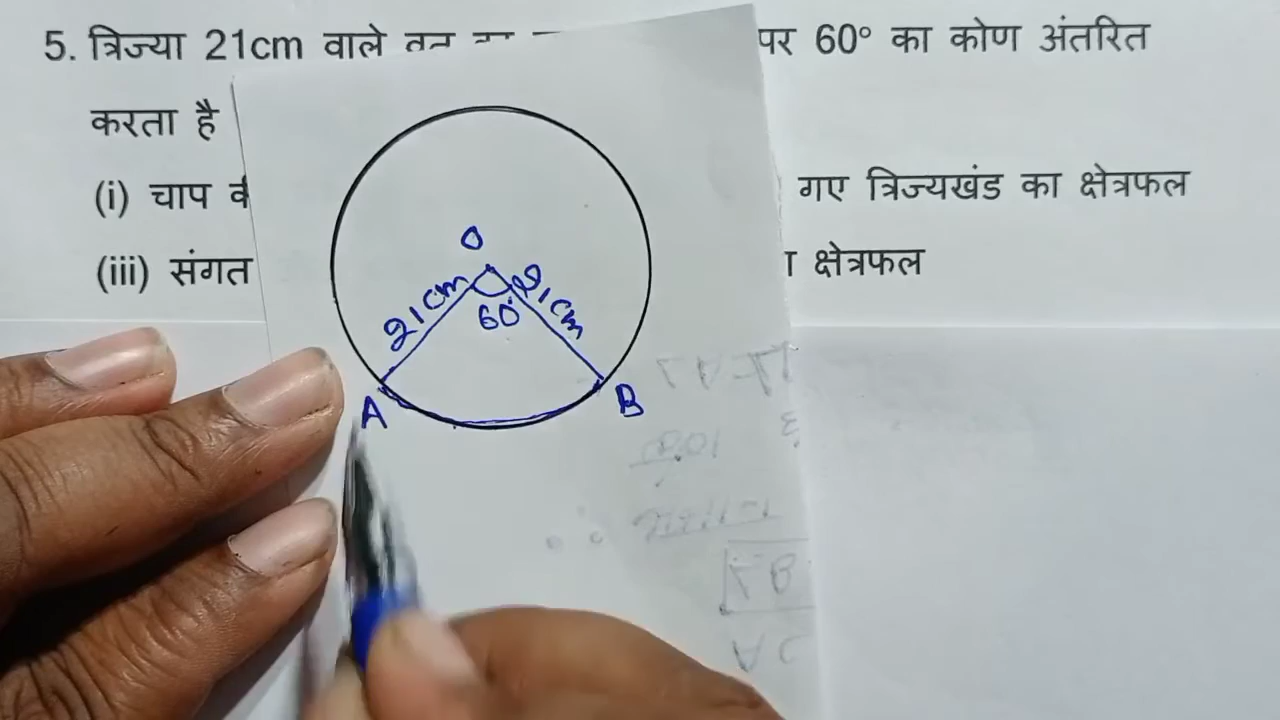 5. त्रिज्या 21cm वाले पर 60° का कोण अंतरित
करता है
(i) चाप गए त्रिज्यखंड का क्षेत्रफल
(iii) संगत क्षेत्रफल
O
21cm 21cm
60°
A B